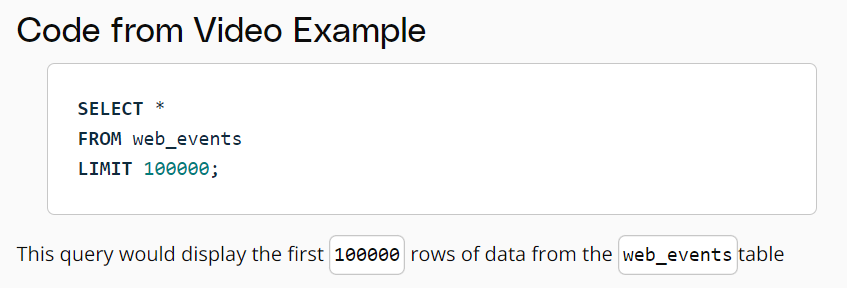 Code from Video Example
SELECT *
FROM web_events
LIMIT 100000;
This query would display the first 100000 rows of data from the web_events table